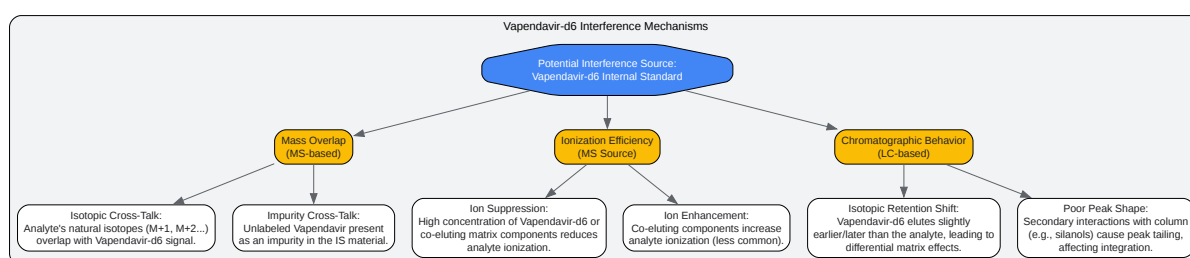 Vapendavir-d6 Interference Mechanisms
Potential Interference Source:
Vapendavir-d6 Internal Standard
Mass Overlap
(MS-based)
Ionization Efficiency
(MS Source)
Chromatographic Behavior
(LC-based)
Isotopic Cross-Talk:
Analyte's natural isotopes (M+1, M+2...)
overlap with Vapendavir-d6 signal.
Impurity Cross-Talk:
Unlabeled Vapendavir present
as an impurity in the IS material.
Ion Suppression:
High concentration of Vapendavir-d6 or
co-eluting matrix components reduces
analyte ionization.
Ion Enhancement:
Co-eluting components increase
analyte ionization (less common).
Isotopic Retention Shift:
Vapendavir-d6 elutes slightly
earlier/later than the analyte, leading to
differential matrix effects.
Poor Peak Shape:
Secondary interactions with column
(e.g., silanols) cause peak tailing,
affecting integration.